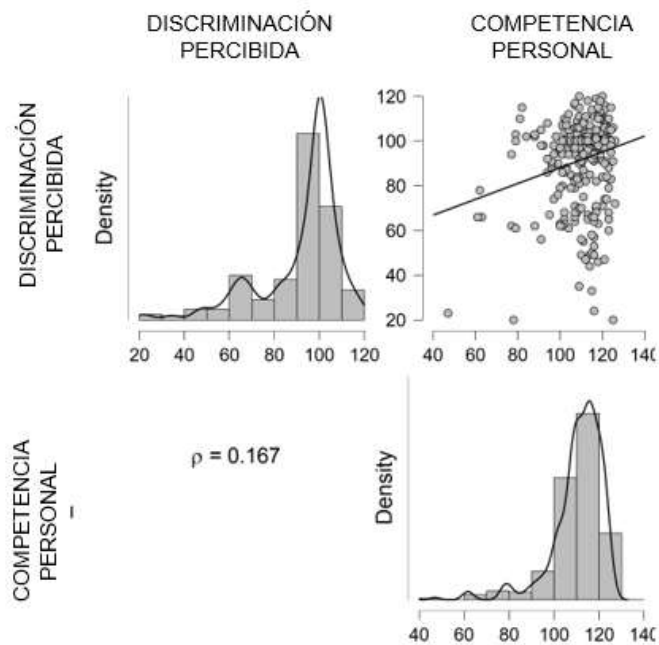 DISCRIMINACIÓN
PERCIBIDA
COMPETENCIA
PERSONAL
DISCRIMINACIÓN
PERCIBIDA
Density
20 40 60 80 100 120
120
100
80
60
40
20
40 60 80 100 120 140
COMPETENCIA
PERSONAL
ρ = 0.167
Density
40 60 80 100 120 140